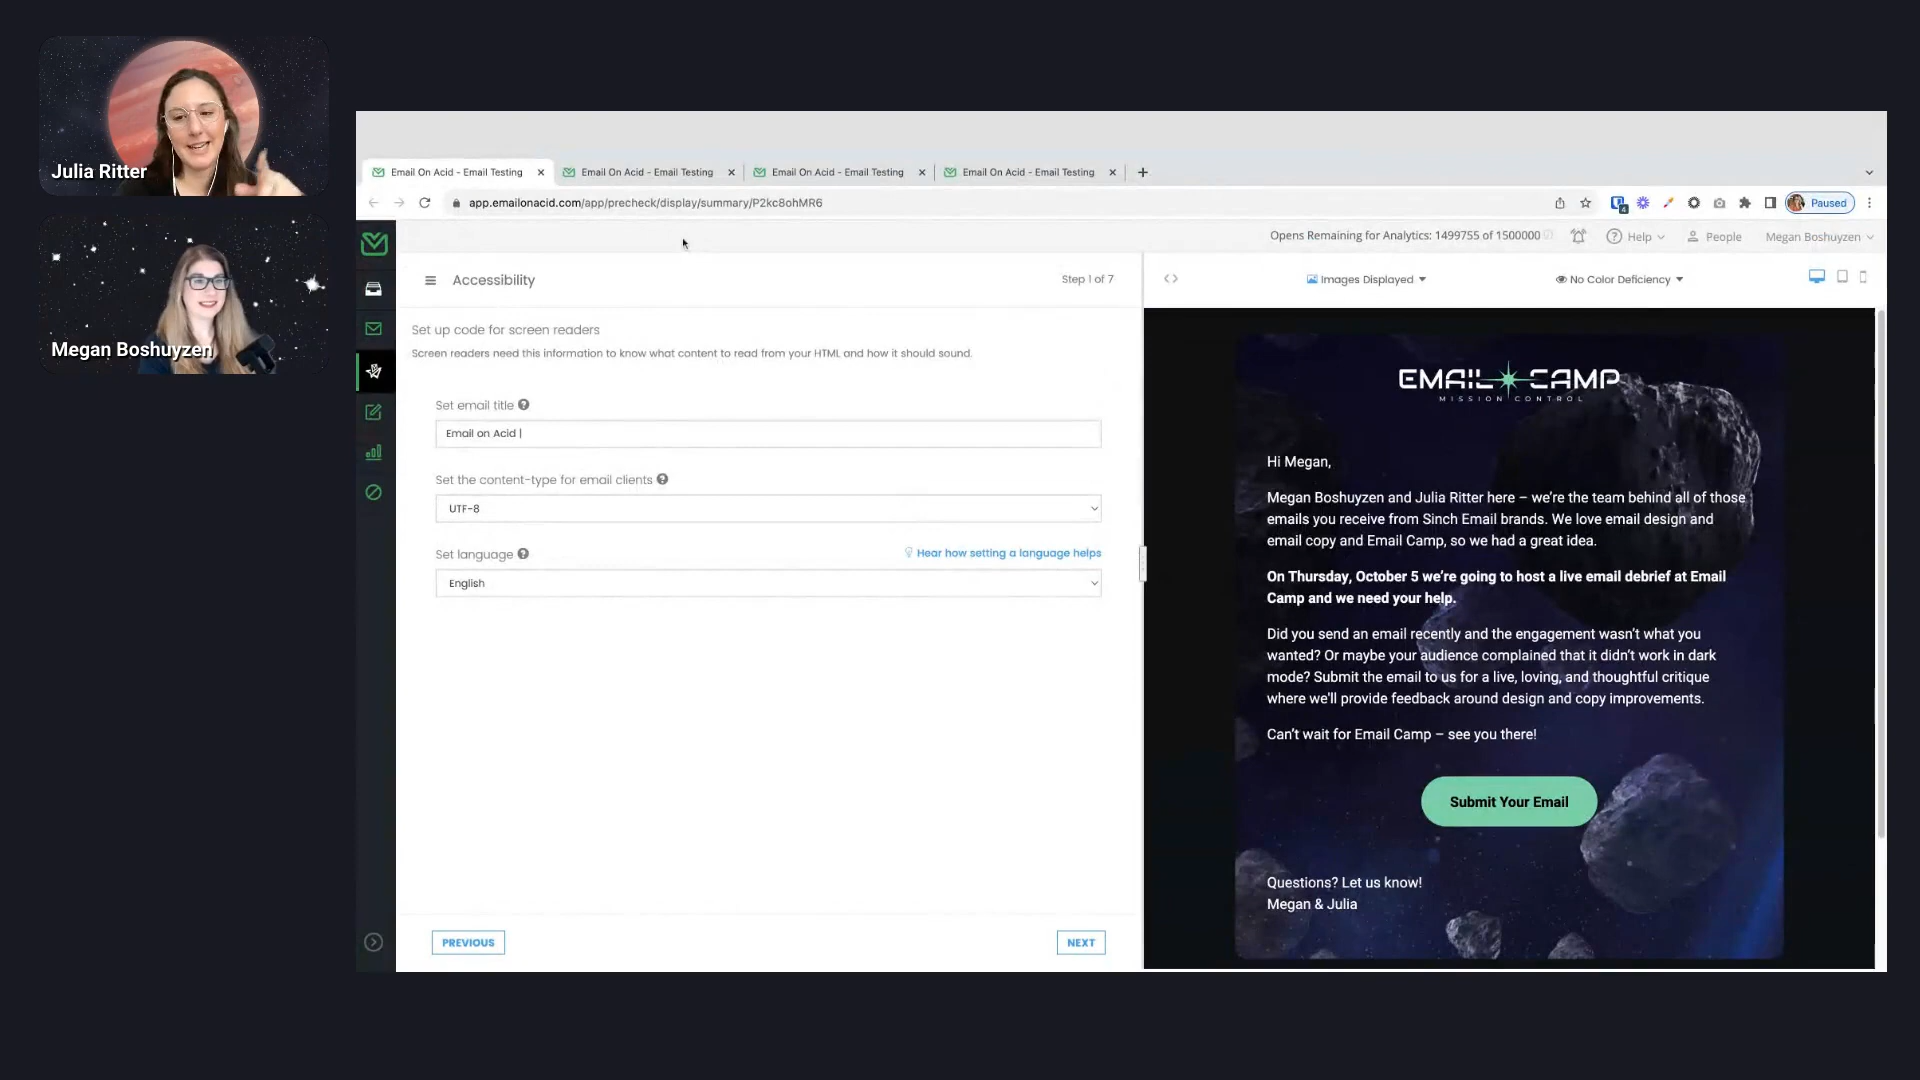 Julia Ritter
Megan Boshuyzen
Email On Acid - Email Testing
Email On Acid - Email Testing
Email On Acid - Email Testing
Email On Acid - Email Testing
app.emailonacid.com/app/precheck/display/summary/P2kc8ohMR6
Paused
Opens Remaining for Analytics: 1499755 of 1500000
Help
People
Megan Boshuyzen
Accessibility
Step 1 of 7
Images Displayed
No Color Deficiency
Set up code for screen readers
Screen readers need this information to know what content to read from your HTML and how it should sound.
Set email title
Email on Acid |
Set the content-type for email clients
UTF-8
Set language
Hear how setting a language helps
English
PREVIOUS
NEXT
EMAIL CAMP
MISSION CONTROL
Hi Megan,
Megan Boshuyzen and Julia Ritter here – we're the team behind all of those
emails you receive from Sinch Email brands. We love email design and
email copy and Email Camp, so we had a great idea.
On Thursday, October 5 we're going to host a live email debrief at Email
Camp and we need your help.
Did you send an email recently and the engagement wasn't what you
wanted? Or maybe your audience complained that it didn't work in dark
mode? Submit the email to us for a live, loving, and thoughtful critique
where we'll provide feedback around design and copy improvements.
Can't wait for Email Camp – see you there!
Submit Your Email
Questions? Let us know!
Megan & Julia